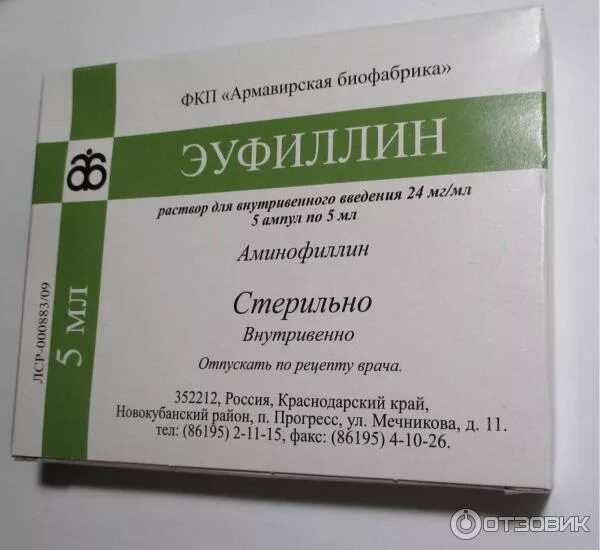 ФКП «Армавирская биофабрика»
ЭУФИЛЛИН
раствор для внутривенного введения 24 мг/мл
5 ампул по 5 мл
Аминофиллин
Стерильно
Внутривенно
Отпускать по рецепту врача.
352212, Россия, Краснодарский край,
Новокубанский район, п. Прогресс, ул. Мечникова, д. 11.
тел: (86195) 2-11-15, факс: (86195) 4-10-26.
ЛСР-000883/09
5 МЛ
ОТЗОВИК